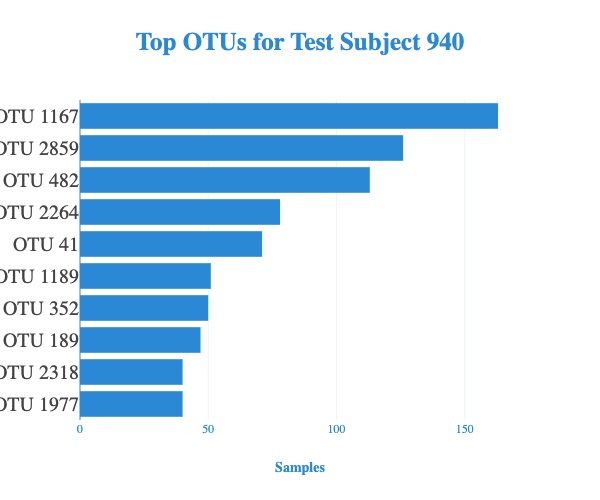 Top OTUs for Test Subject 940
OTU 1167
OTU 2859
OTU 482
OTU 2264
OTU 41
OTU 1189
OTU 352
OTU 189
OTU 2318
OTU 1977
0 50 100 150
Samples